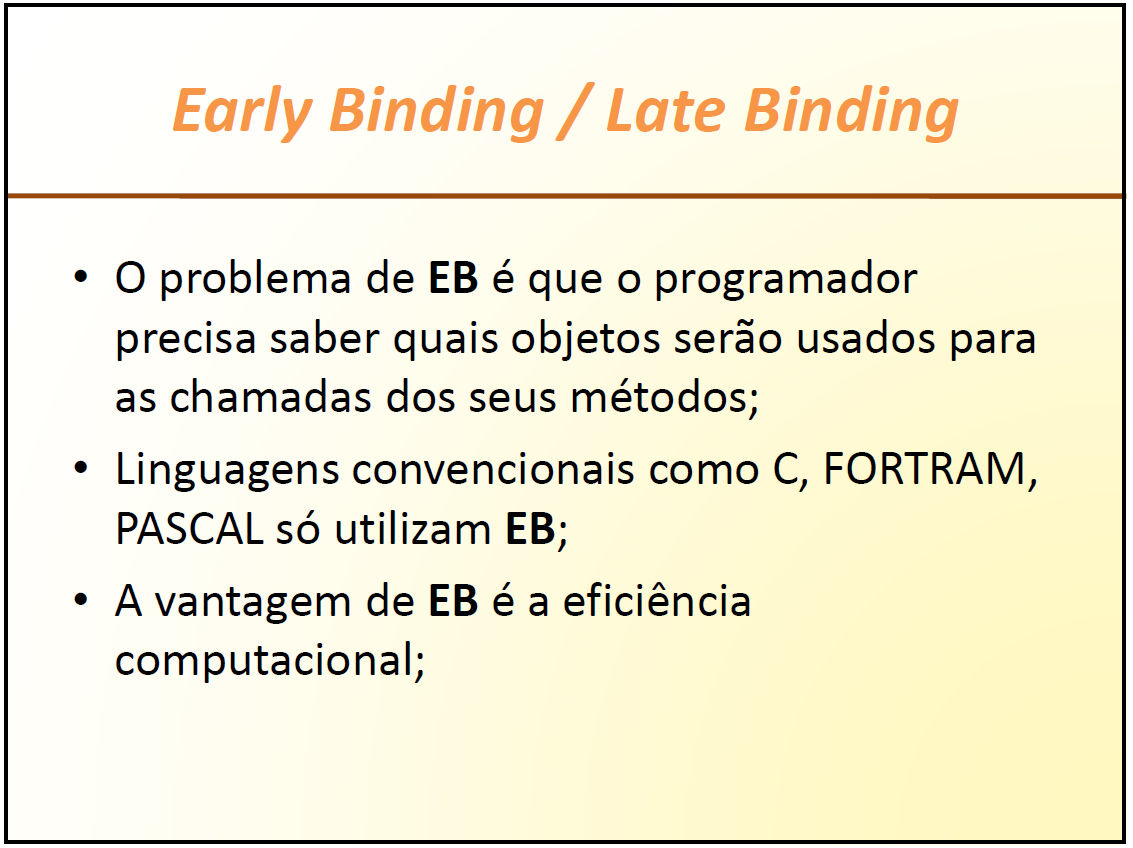 Early Binding / Late Binding
• O problema de EB é que o programador
precisa saber quais objetos serão usados para
as chamadas dos seus métodos;
• Linguagens convencionais como C, FORTRAM,
PASCAL só utilizam EB;
• A vantagem de EB é a eficiência
computacional;